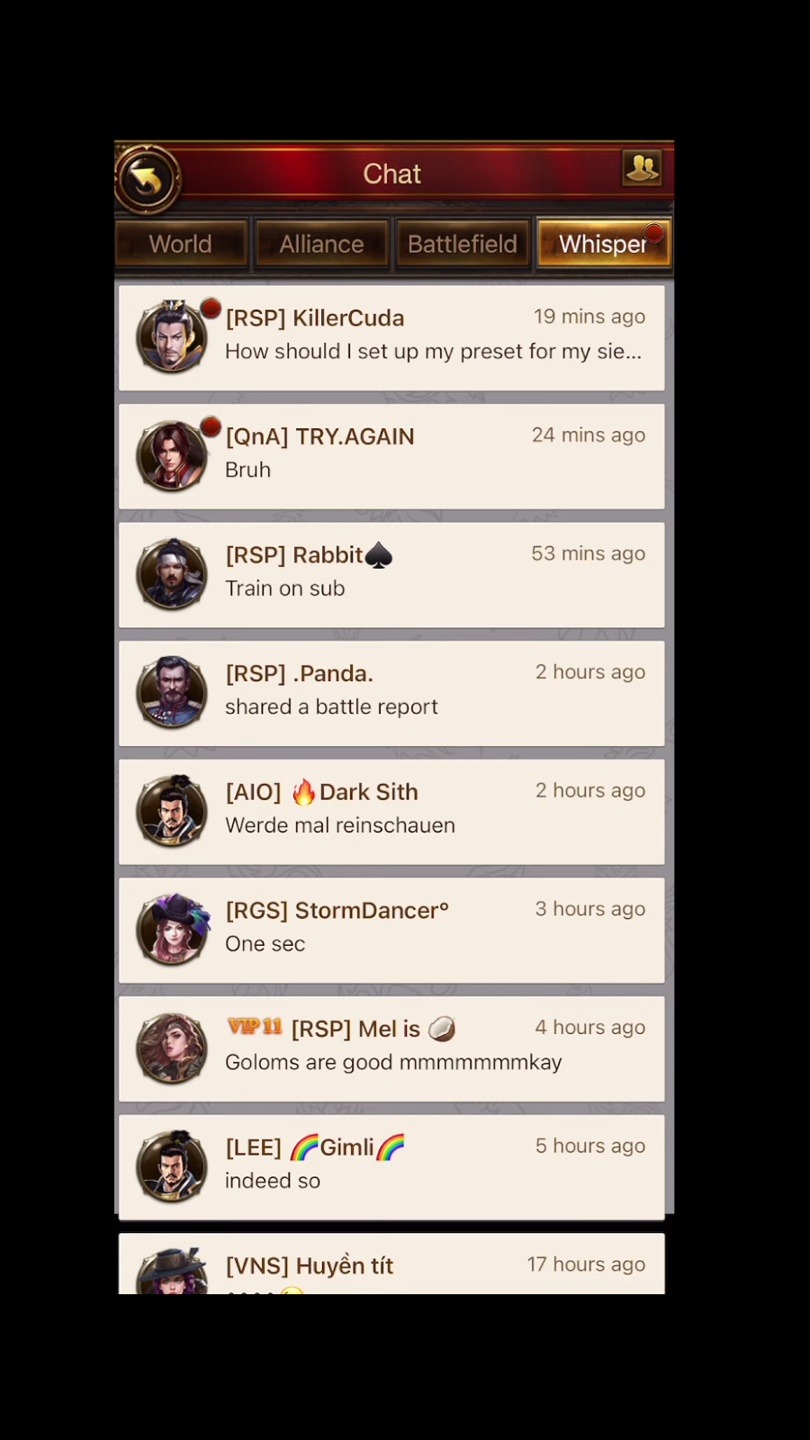 Chat
World
Alliance
Battlefield
Whisper
[RSP] KillerCuda
19 mins ago
How should I set up my preset for my sie...
[QnA] TRY.AGAIN
24 mins ago
Bruh
[RSP] Rabbit♠
53 mins ago
Train on sub
[RSP] .Panda.
2 hours ago
shared a battle report
[AIO] 🔥Dark Sith
2 hours ago
Werde mal reinschauen
[RGS] StormDancer°
3 hours ago
One sec
VIP 11 [RSP] Mel is 🥥
4 hours ago
Goloms are good mmmmmmmkay
[LEE] 🌈Gimli🌈
5 hours ago
indeed so
[VNS] Huyền tít
17 hours ago